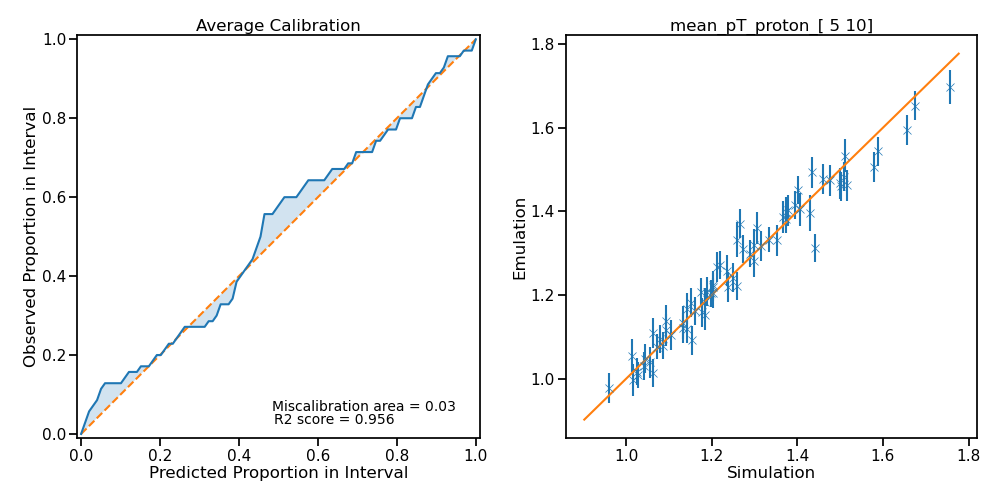 Average Calibration
1.0
0.8
0.6
0.4
0.2
0.0
Observed Proportion in Interval
Miscalibration area = 0.03
R2 score = 0.956
0.0 0.2 0.4 0.6 0.8 1.0
Predicted Proportion in Interval
mean_pT_proton_[ 5 10]
1.8
1.6
1.4
1.2
1.0
Emulation
1.0 1.2 1.4 1.6 1.8
Simulation